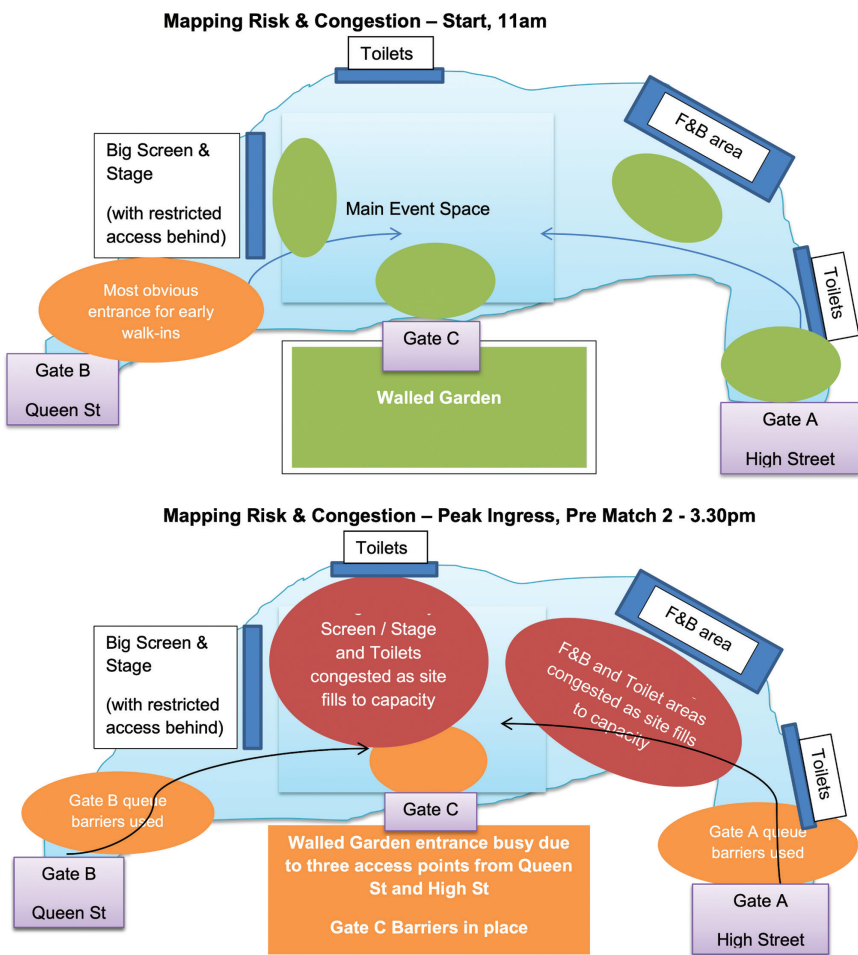 Mapping Risk & Congestion – Start, 11am
Toilets
F&B area
Big Screen &
Stage
(with restricted
access behind)
Main Event Space
Most obvious
entrance for early
walk-ins
Toilets
Gate C
Gate B
Queen St
Walled Garden
Gate A
High Street
Mapping Risk & Congestion – Peak Ingress, Pre Match 2 - 3.30pm
Toilets
F&B area
Big Screen &
Stage
(with restricted
access behind)
Screen / Stage
and Toilets
congested as site
fills to capacity
F&B and Toilet areas
congested as site fills
to capacity
Toilets
Gate B queue
barriers used
Gate C
Gate A queue
barriers used
Walled Garden entrance busy due
to three access points from Queen
St and High St
Gate C Barriers in place
Gate B
Queen St
Gate A
High Street